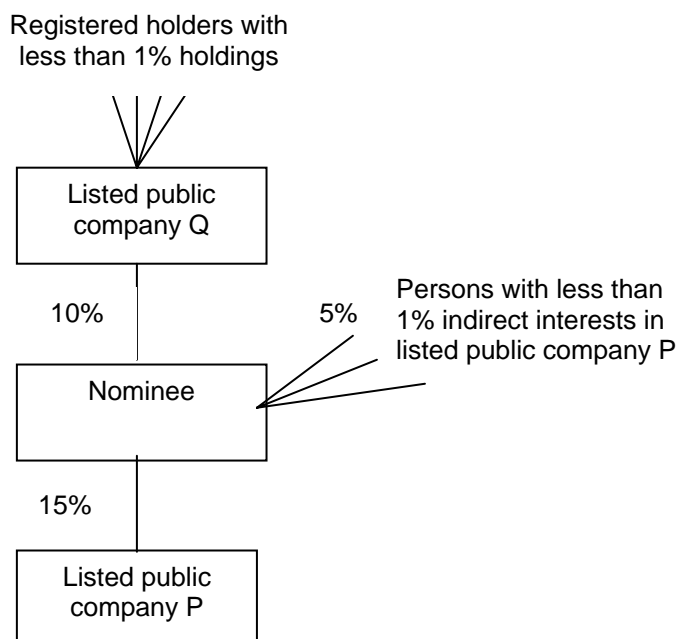 Registered holders with
less than 1% holdings
Listed public
company Q
10%
5%
Persons with less than
1% indirect interests in
listed public company P
Nominee
15%
Listed public
company P